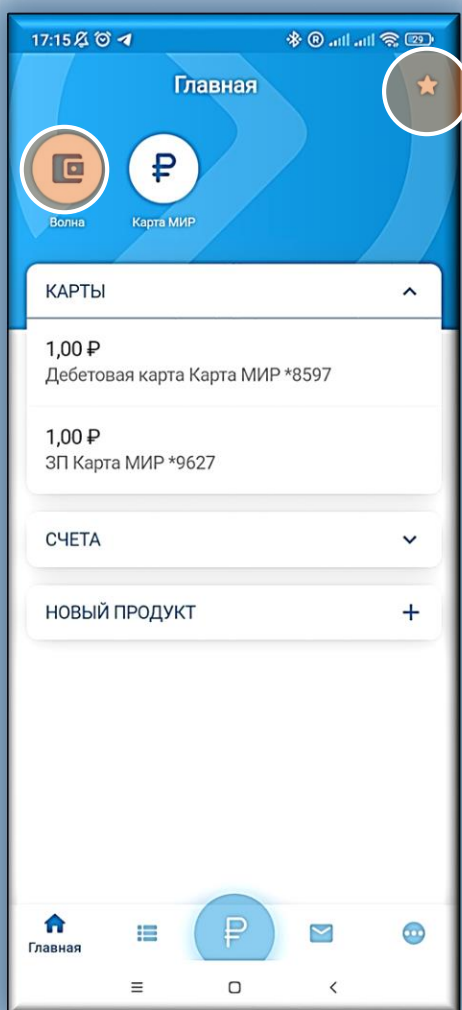 17:15
29
Главная
Волна
Карта МИР
КАРТЫ
1,00 ₽
Дебетовая карта Карта МИР *8597
1,00 ₽
ЗП Карта МИР *9627
СЧЕТА
НОВЫЙ ПРОДУКТ
Главная